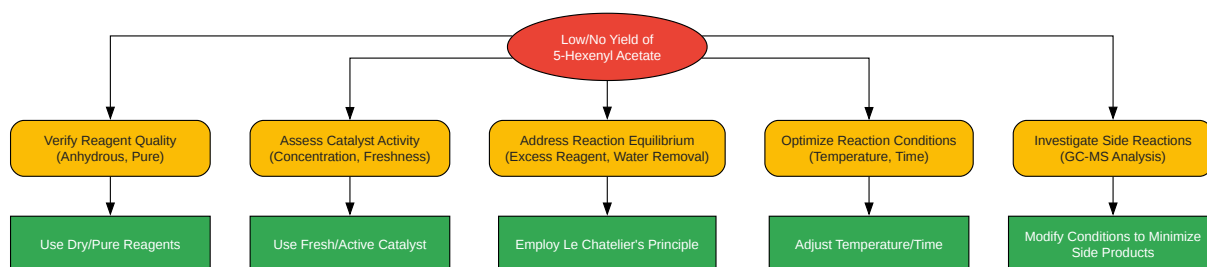 Low/No Yield of
5-Hexenyl Acetate
Verify Reagent Quality
(Anhydrous, Pure)
Assess Catalyst Activity
(Concentration, Freshness)
Address Reaction Equilibrium
(Excess Reagent, Water Removal)
Optimize Reaction Conditions
(Temperature, Time)
Investigate Side Reactions
(GC-MS Analysis)
Use Dry/Pure Reagents
Use Fresh/Active Catalyst
Employ Le Chatelier's Principle
Adjust Temperature/Time
Modify Conditions to Minimize
Side Products